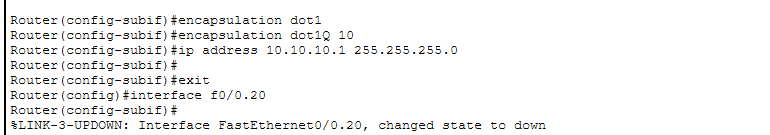 Router(config-subif)#encapsulation dot1
Router(config-subif)#encapsulation dot1Q 10
Router(config-subif)#ip address 10.10.10.1 255.255.255.0
Router(config-subif)#
Router(config-subif)#exit
Router(config)#interface f0/0.20
Router(config-subif)#
%LINK-3-UPDOWN: Interface FastEthernet0/0.20, changed state to down